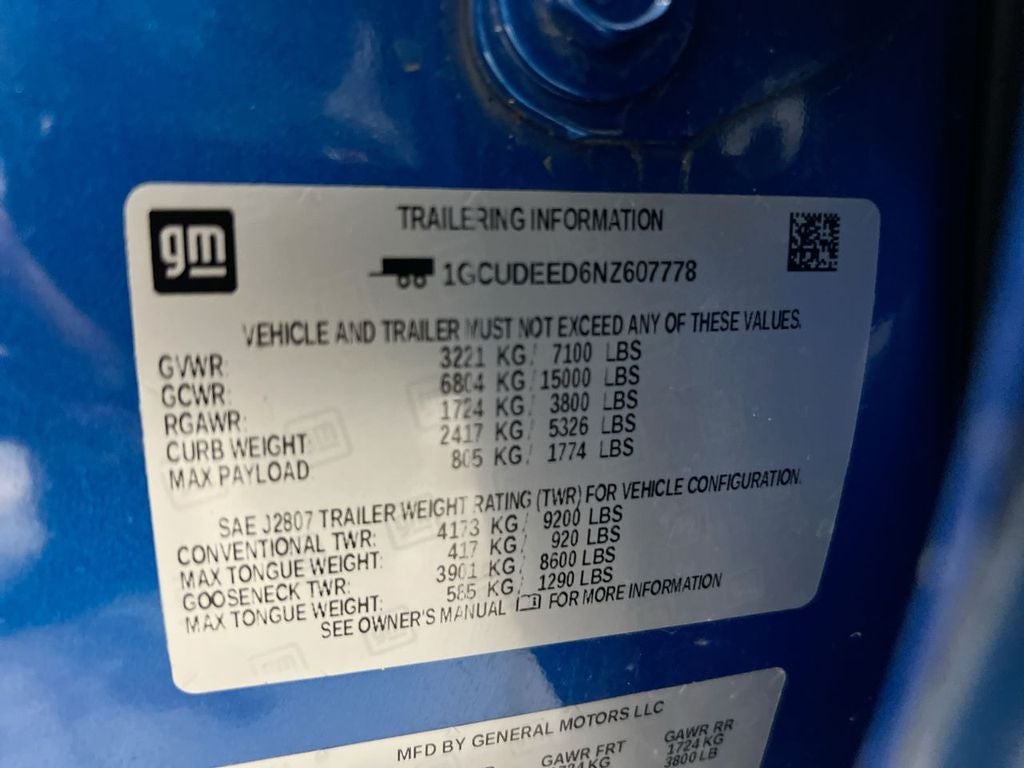 gm
TRAILERING INFORMATION
1GCUDEED6NZ607778
VEHICLE AND TRAILER MUST NOT EXCEED ANY OF THESE VALUES.
GVWR: 3221 KG/ 7100 LBS
GCWR: 6804 KG/ 15000 LBS
RGAWR: 1724 KG/ 3800 LBS
CURB WEIGHT: 2417 KG/ 5326 LBS
MAX PAYLOAD: 805 KG/ 1774 LBS
SAE J2807 TRAILER WEIGHT RATING (TWR) FOR VEHICLE CONFIGURATION.
CONVENTIONAL TWR: 4173 KG/ 9200 LBS
MAX TONGUE WEIGHT: 417 KG/ 920 LBS
GOOSENECK TWR: 3901 KG/ 8600 LBS
MAX TONGUE WEIGHT: 585 KG/ 1290 LBS
SEE OWNER'S MANUAL FOR MORE INFORMATION
MFD BY GENERAL MOTORS LLC
GAWR FRT GAWR RR
1724 KG
3800 LB